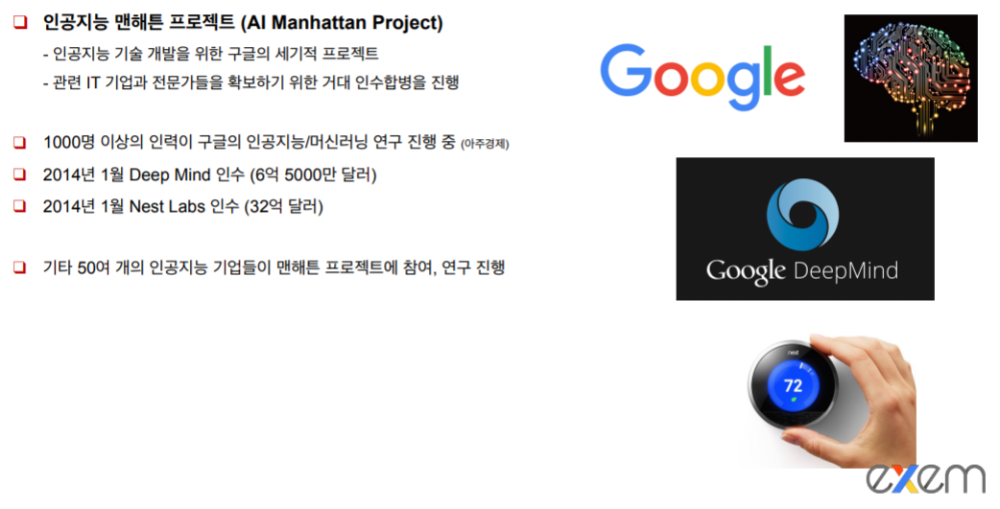 인공지능 맨해튼 프로젝트 (AI Manhattan Project)
- 인공지능 기술 개발을 위한 구글의 세기적 프로젝트
- 관련 IT 기업과 전문가들을 확보하기 위한 거대 인수합병을 진행
1000명 이상의 인력이 구글의 인공지능/머신러닝 연구 진행 중 (아주경제)
2014년 1월 Deep Mind 인수 (6억 5000만 달러)
2014년 1월 Nest Labs 인수 (32억 달러)
기타 50여 개의 인공지능 기업들이 맨해튼 프로젝트에 참여, 연구 진행
Google
Google DeepMind
nest
72
exem